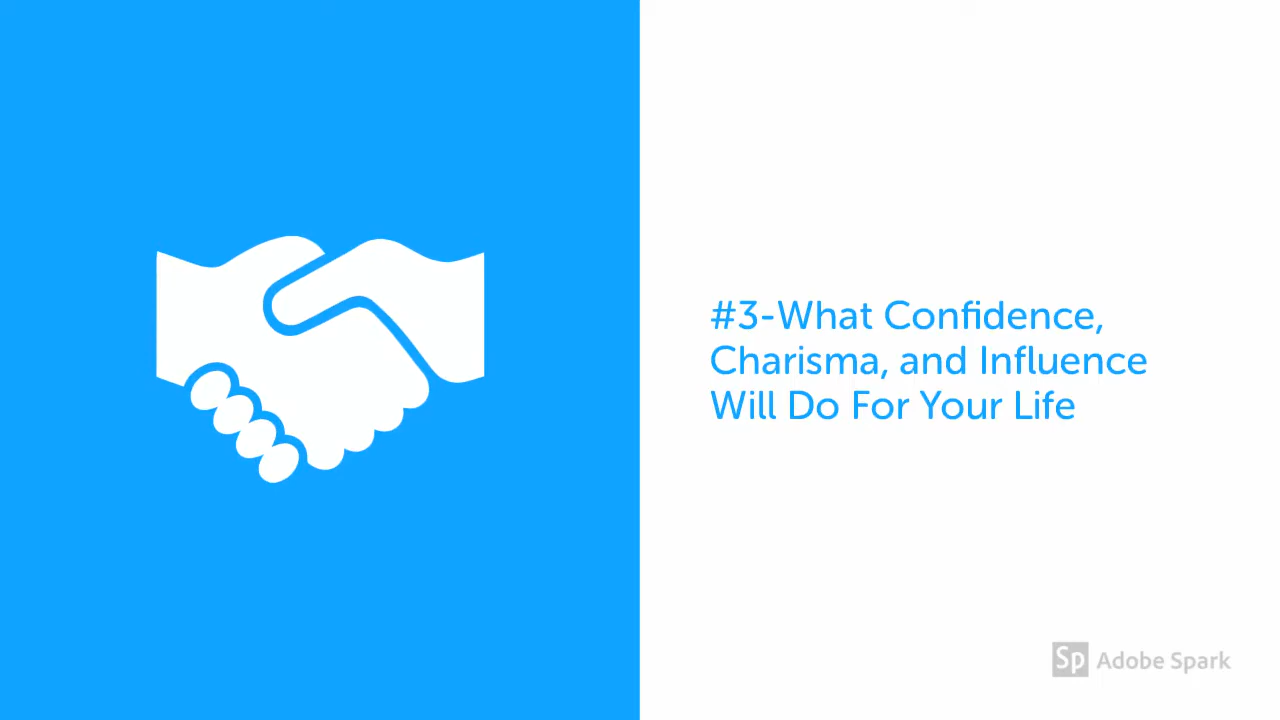 #3-What Confidence,
Charisma, and Influence
Will Do For Your Life
Sp Adobe Spark